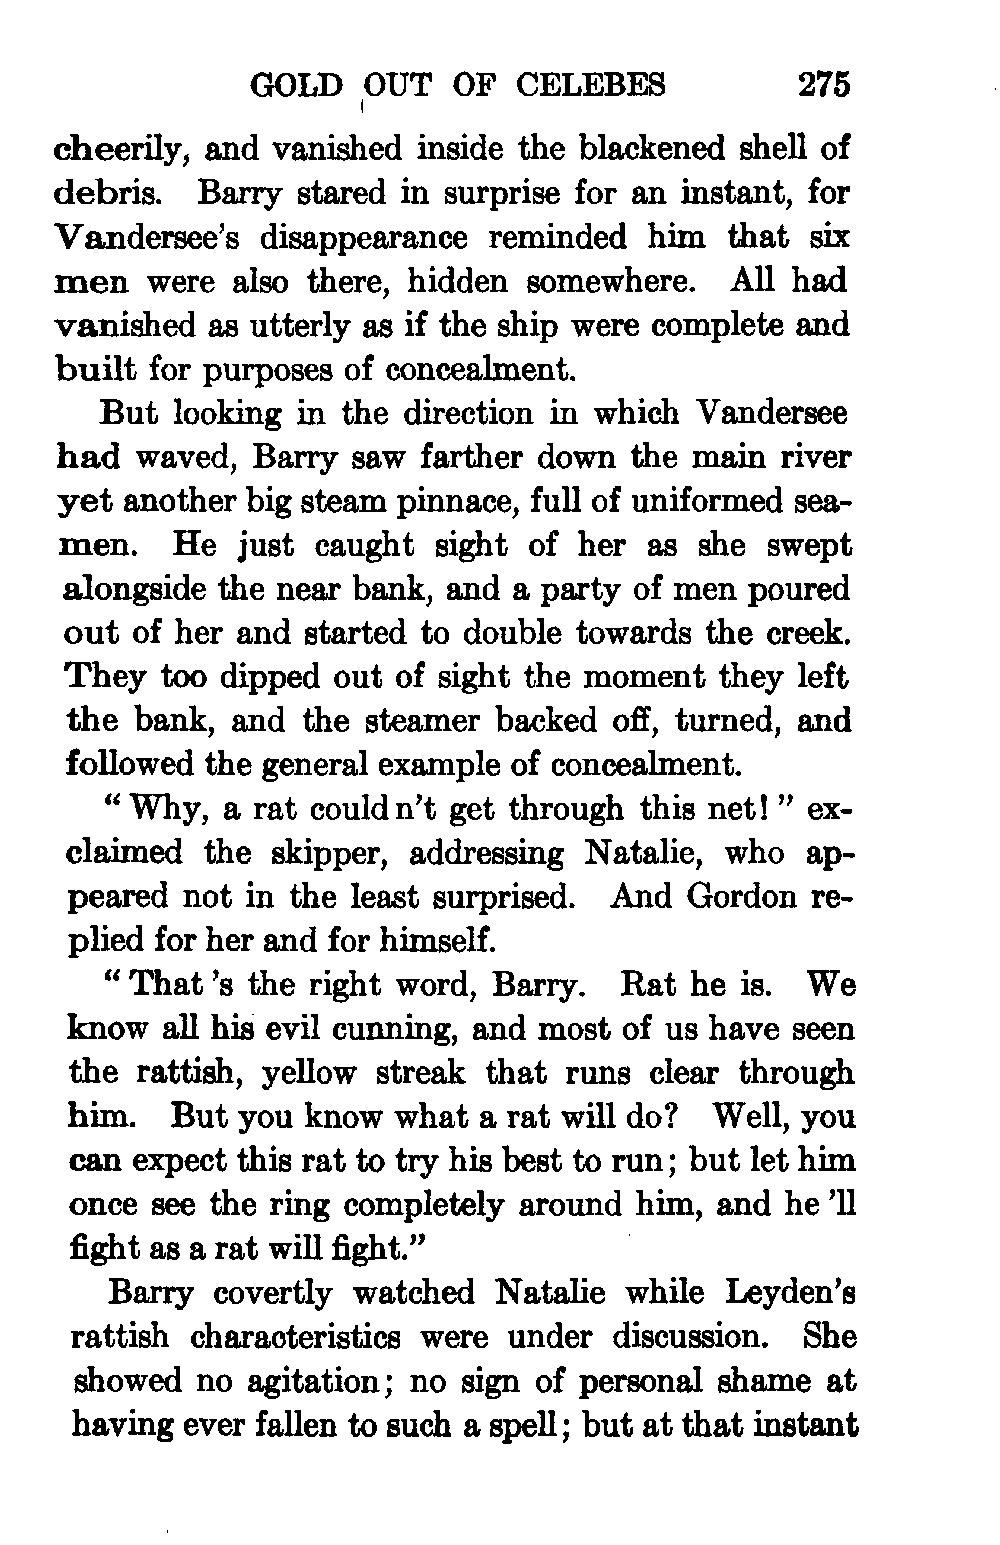 GOLD OUT OF CELEBES 275
cheerily, and vanished inside the blackened shell of
debris. Barry stared in surprise for an instant, for
Vandersee's disappearance reminded him that six
men were also there, hidden somewhere. All had
vanished as utterly as if the ship were complete and
built for purposes of concealment.
But looking in the direction in which Vandersee
had waved, Barry saw farther down the main river
yet another big steam pinnace, full of uniformed sea-
men. He just caught sight of her as she swept
alongside the near bank, and a party of men poured
out of her and started to double towards the creek.
They too dipped out of sight the moment they left
the bank, and the steamer backed off, turned, and
followed the general example of concealment.
"Why, a rat couldn't get through this net!" ex-
claimed the skipper, addressing Natalie, who ap-
peared not in the least surprised. And Gordon re-
plied for her and for himself.
"That's the right word, Barry. Rat he is. We
know all his evil cunning, and most of us have seen
the rattish, yellow streak that runs clear through
him. But you know what a rat will do? Well, you
can expect this rat to try his best to run; but let him
once see the ring completely around him, and he'll
fight as a rat will fight."
Barry covertly watched Natalie while Leyden's
rattish characteristics were under discussion. She
showed no agitation; no sign of personal shame at
having ever fallen to such a spell; but at that instant